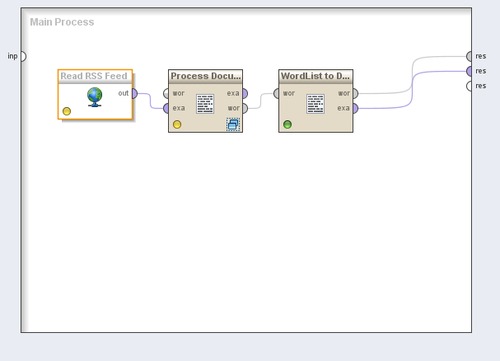 Main Process
inp
res
res
res
Read RSS Feed
out
Process Docu...
wor
exa
exa
wor
WordList to D...
wor
wor
exa